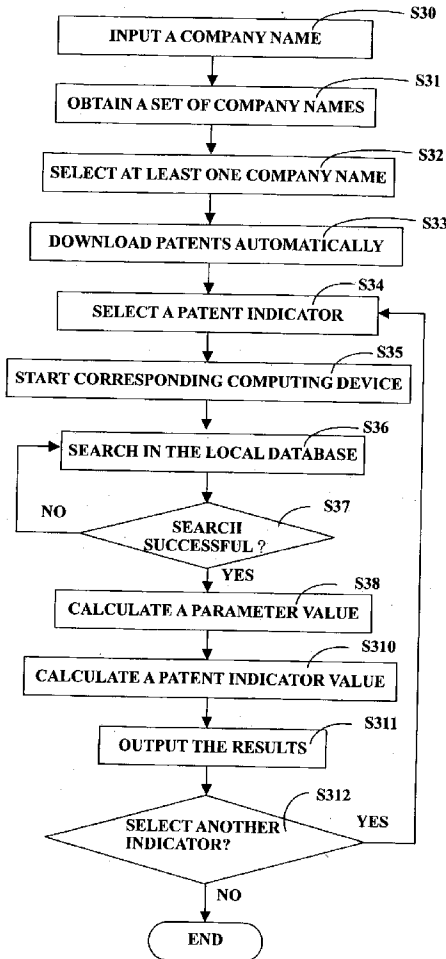 S30
INPUT A COMPANY NAME
S31
OBTAIN A SET OF COMPANY NAMES
S32
SELECT AT LEAST ONE COMPANY NAME
S33
DOWNLOAD PATENTS AUTOMATICALLY
S34
SELECT A PATENT INDICATOR
S35
START CORRESPONDING COMPUTING DEVICE
S36
SEARCH IN THE LOCAL DATABASE
NO
S37
SEARCH
SUCCESSFUL ?
YES
S38
CALCULATE A PARAMETER VALUE
S310
CALCULATE A PATENT INDICATOR VALUE
S311
OUTPUT THE RESULTS
S312
SELECT ANOTHER
INDICATOR?
YES
NO
END